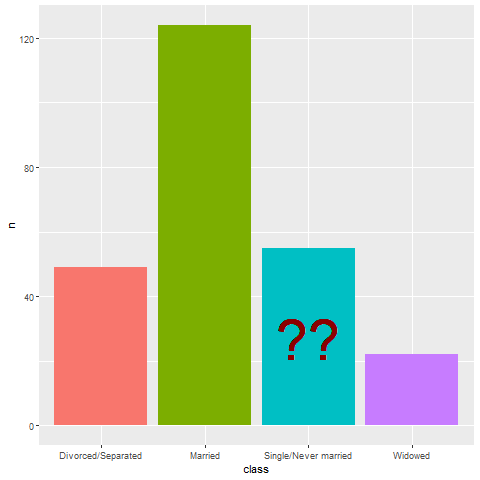 120
80
40
0
n
??
Divorced/Separated
Married
Single/Never married
Widowed
class